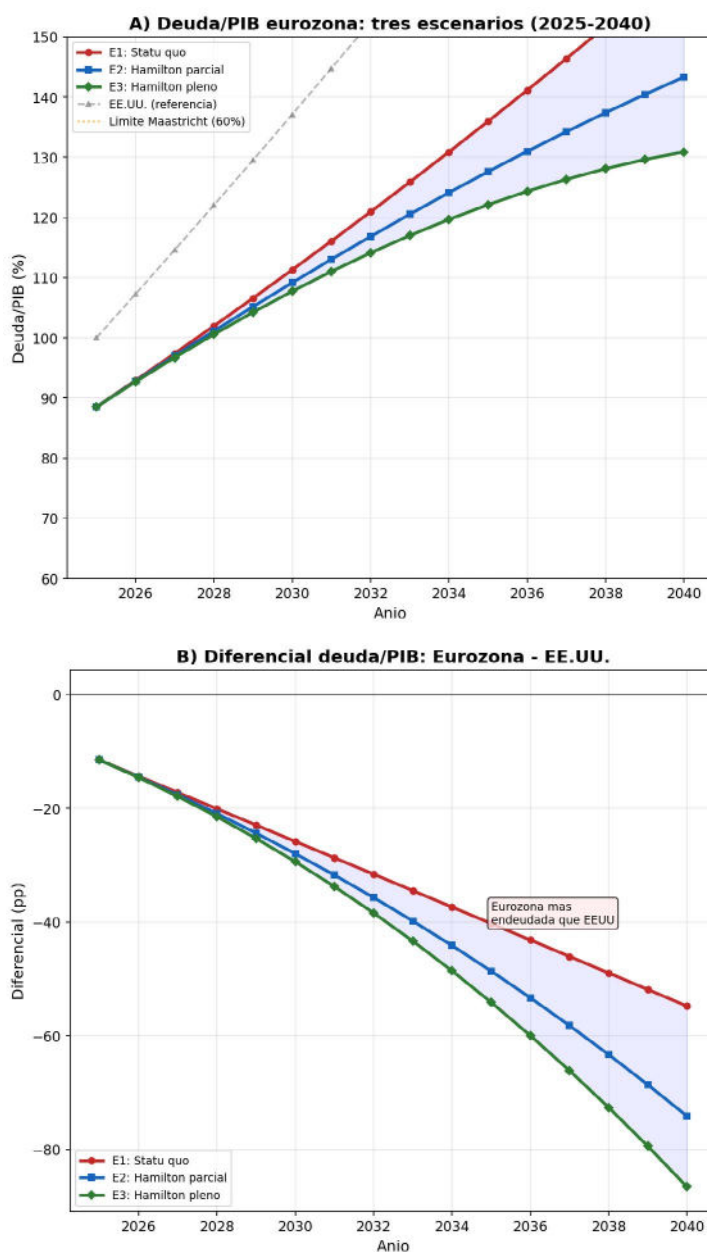 A) Deuda/PIB eurozona: tres escenarios (2025-2040)
150
140
130
120
110
100
90
80
70
60
Deuda/PIB (%)
E1: Statu quo
E2: Hamilton parcial
E3: Hamilton pleno
EE.UU. (referencia)
Limite Maastricht (60%)
2026 2028 2030 2032 2034 2036 2038 2040
Anio
B) Diferencial deuda/PIB: Eurozona - EE.UU.
0
−20
−40
−60
−80
Diferencial (pp)
Eurozona mas
endeudada que EEUU
E1: Statu quo
E2: Hamilton parcial
E3: Hamilton pleno
2026 2028 2030 2032 2034 2036 2038 2040
Anio